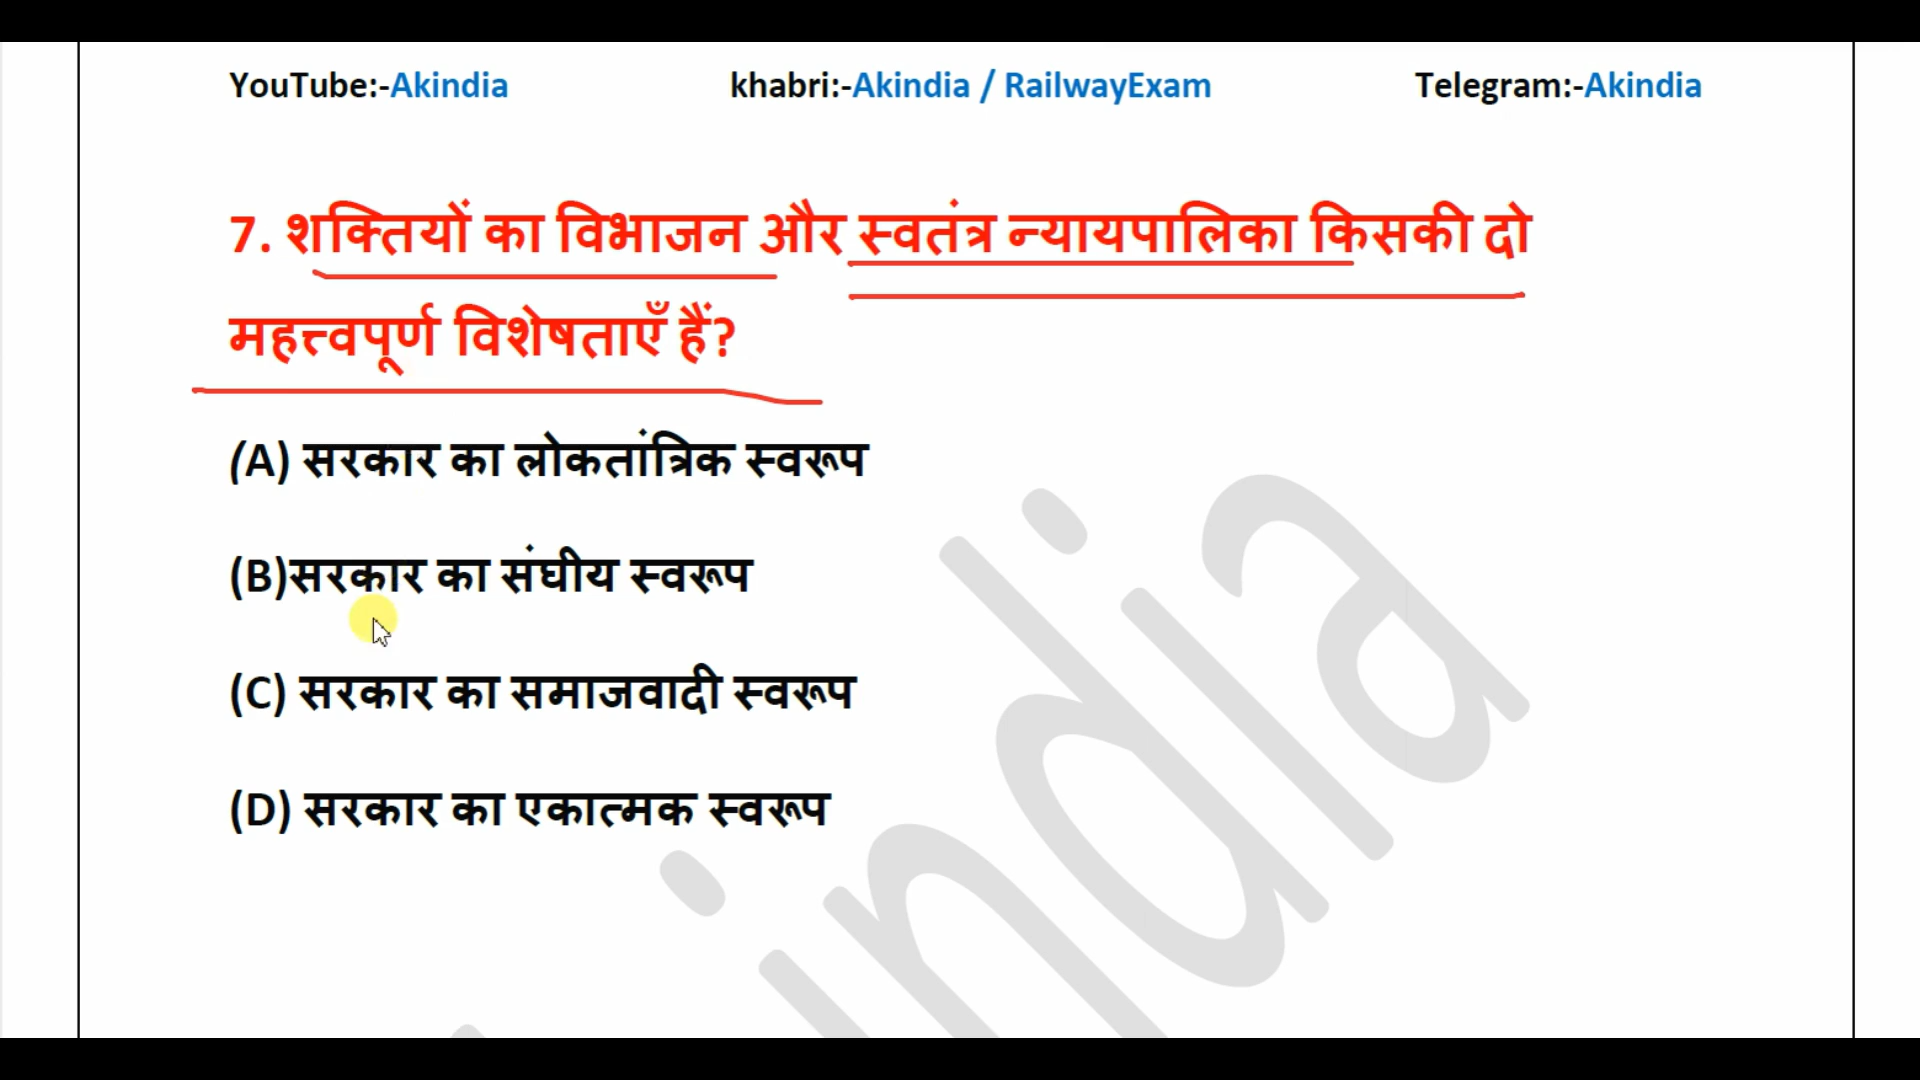 YouTube:-Akindia khabri:-Akindia / RailwayExam Telegram:-Akindia
7. शक्तियों का विभाजन और स्वतंत्र न्यायपालिका किसकी दो
महत्त्वपूर्ण विशेषताएँ हैं?
(A) सरकार का लोकतांत्रिक स्वरूप
(B)सरकार का संघीय स्वरूप
(C) सरकार का समाजवादी स्वरूप
(D) सरकार का एकात्मक स्वरूप
india